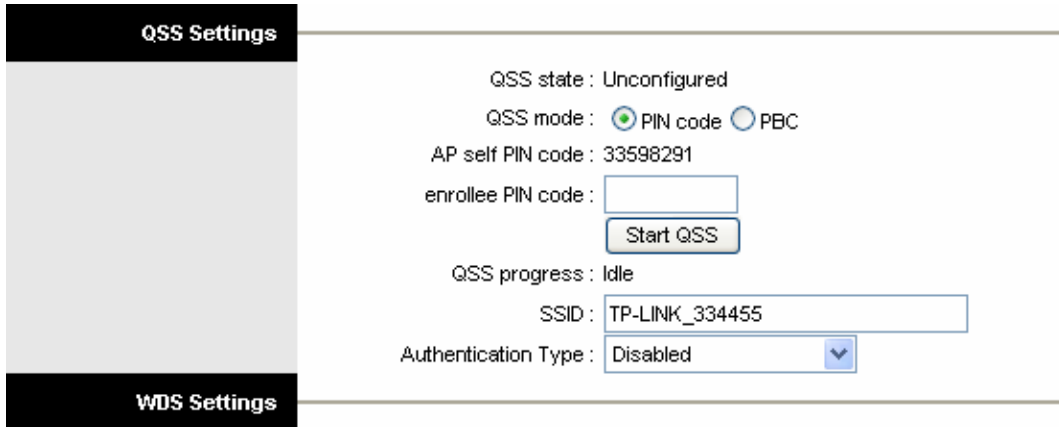 QSS Settings
QSS state : Unconfigured
QSS mode : PIN code PBC
AP self PIN code : 33598291
enrollee PIN code :
Start QSS
QSS progress : Idle
SSID : TP-LINK_334455
Authentication Type : Disabled
WDS Settings